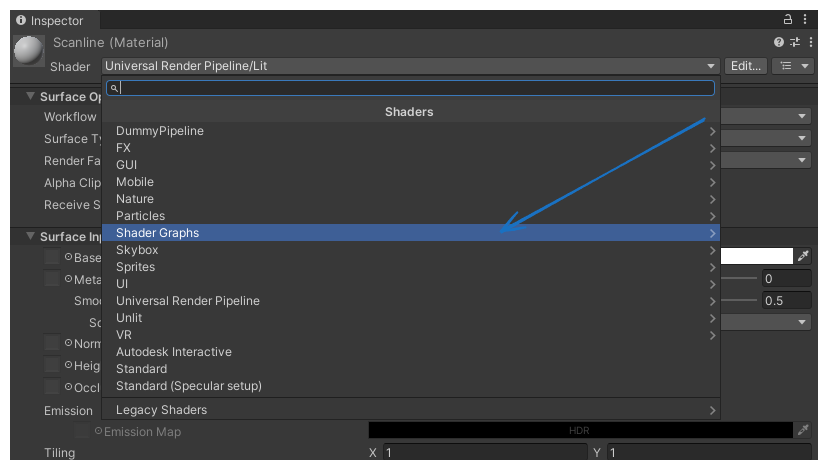 Inspector
Scanline (Material)
Shader Universal Render Pipeline/Lit Edit...
Surface Op
Shaders
Workflow
DummyPipeline
Surface Ty
FX
Render Fa
GUI
Alpha Clip
Mobile
Receive S
Nature
Particles
Shader Graphs
Surface Inp
Skybox
Base
Sprites
Meta
UI
0
Smoo
Universal Render Pipeline
0.5
So
Unlit
VR
Norm
Autodesk Interactive
Heig
Standard
Occl
Standard (Specular setup)
Emission
Legacy Shaders
Emission Map HDR
Tiling X 1 Y 1